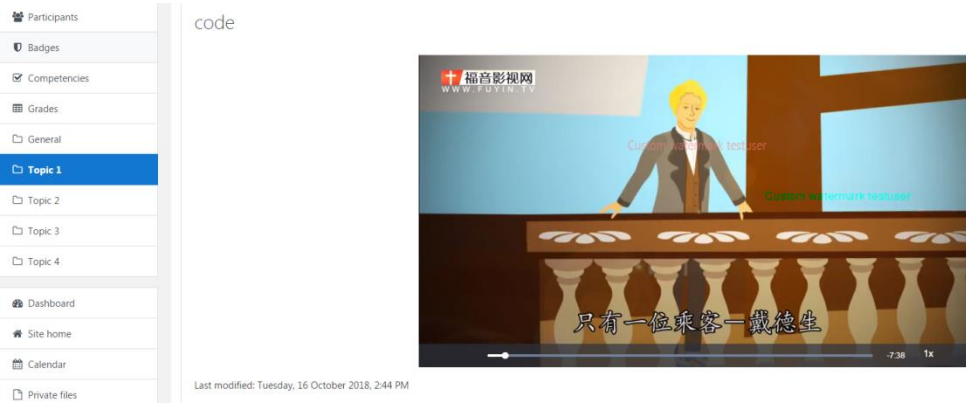 Participants
Badges
Competencies
Grades
General
Topic 1
Topic 2
Topic 3
Topic 4
Dashboard
Site home
Calendar
Private files
code
福音影视网
WWW.FUYIN.TV
Custom watermark testuser
Custom watermark testuser
只有一位乘客－戴德生
-7:38 1x
Last modified: Tuesday, 16 October 2018, 2:44 PM